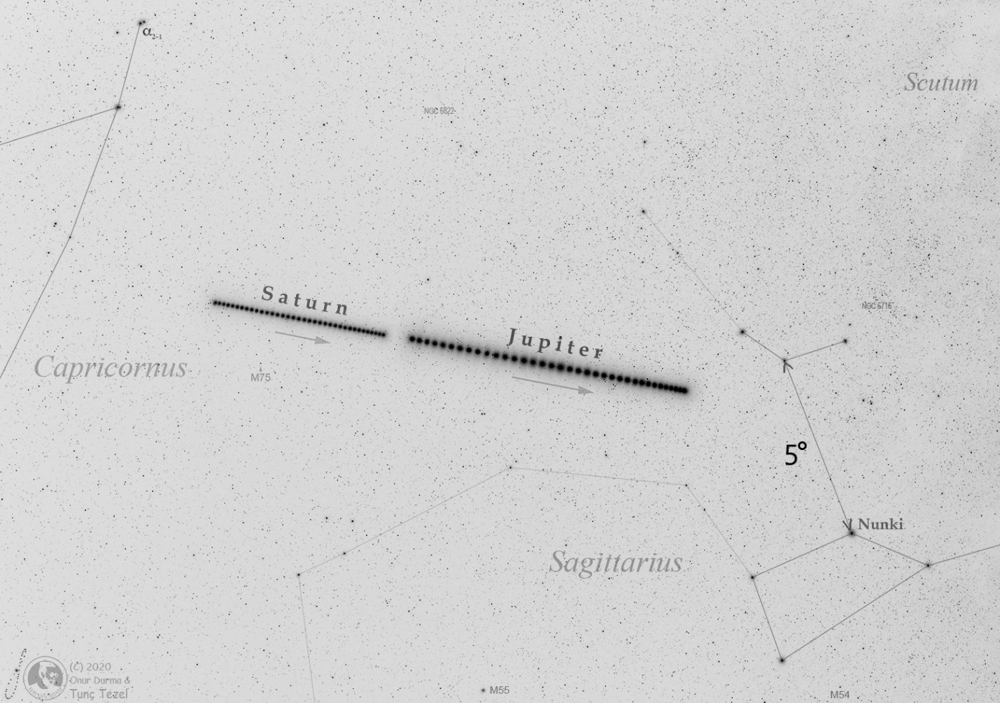 α2-1
Scutum
NGC 6822
Saturn
NGC 6716
Jupiter
Capricornus
M75
5°
Nunki
Sagittarius
(C) 2020
Onur Durma &
Tunç Tezel
M55
M54